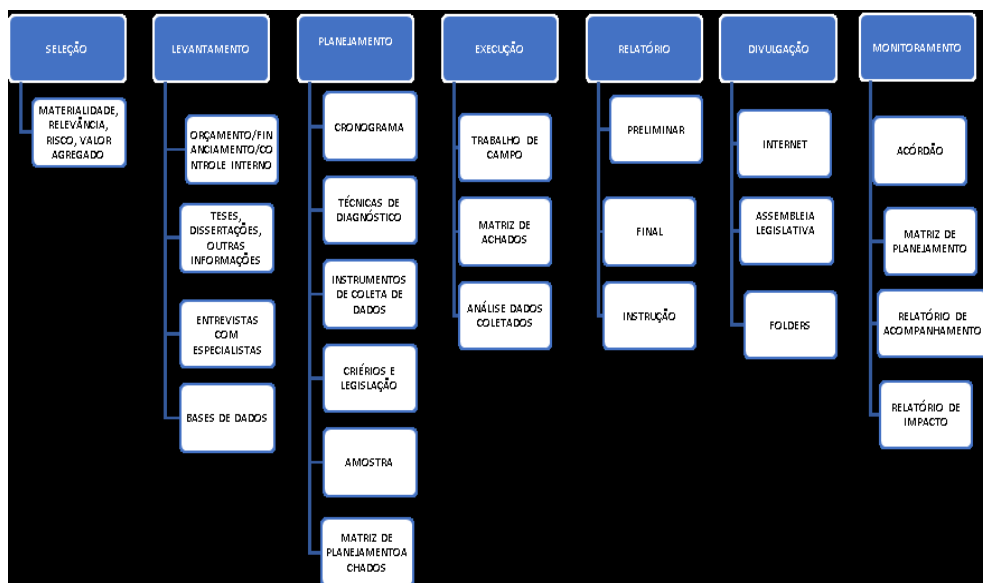 SELEÇÃO
MATERIALIDADE,
RELEVÂNCIA,
RISCO, VALOR
AGREGADO
LEVANTAMENTO
ORÇAMENTO/FIN
ANCIAMENTO/CO
NTROLE INTERNO
TESES,
DISSERTAÇÕES,
OUTRAS
INFORMAÇÕES
ENTREVISTAS
COM
ESPECIALISTAS
BASES DE DADOS
PLANEJAMENTO
CRONOGRAMA
TÉCNICAS DE
DIAGNÓSTICO
INSTRUMENTOS
DE COLETA DE
DADOS
CRIÉRIOS E
LEGISLAÇÃO
AMOSTRA
MATRIZ DE
PLANEJAMENTOA
CHADOS
EXECUÇÃO
TRABALHO DE
CAMPO
MATRIZ DE
ACHADOS
ANÁLISE DADOS
COLETADOS
RELATÓRIO
PRELIMINAR
FINAL
INSTRUÇÃO
DIVULGAÇÃO
INTERNET
ASSEMBLEIA
LEGISLATIVA
FOLDERS
MONITORAMENTO
ACÓRDÃO
MATRIZ DE
PLANEJAMENTO
RELATÓRIO DE
ACOMPANHAMENTO
RELATÓRIO DE
IMPACTO